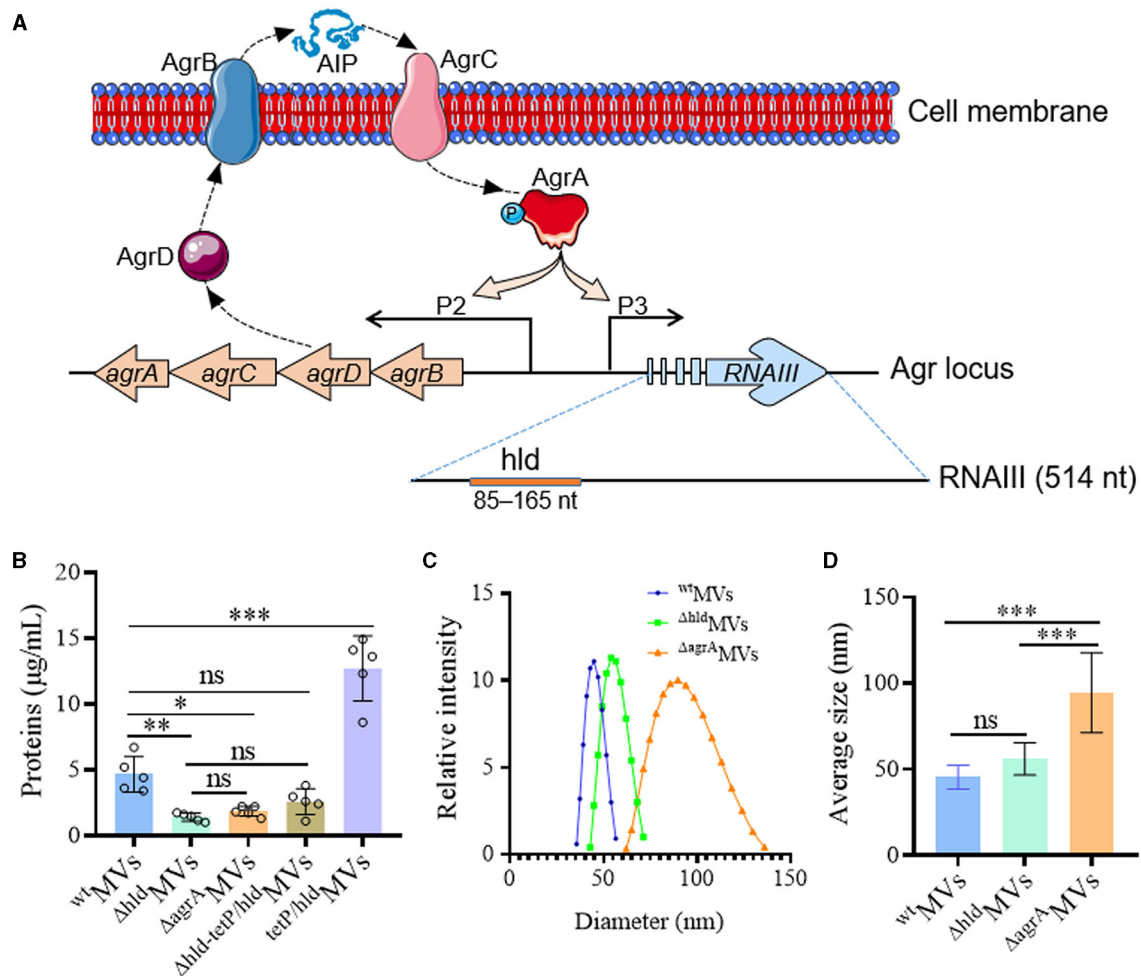 A
AgrB
AIP
AgrC
Cell membrane
AgrA
P
AgrD
P2
P3
agrA
agrC
agrD
agrB
RNAIII
Agr locus
hld
85–165 nt
RNAIII (514 nt)
B
Proteins (µg/mL)
20
15
10
5
0
***
ns
*
**
ns
ns
wtMVs
ΔhldMVs
ΔagrAMVs
Δhld-tetP/hldMVs
tetP/hldMVs
C
Relative intensity
15
10
5
0
0
50
100
150
Diameter (nm)
wtMVs
ΔhldMVs
ΔagrAMVs
D
Average size (nm)
150
100
50
0
***
***
ns
wtMVs
ΔhldMVs
ΔagrAMVs